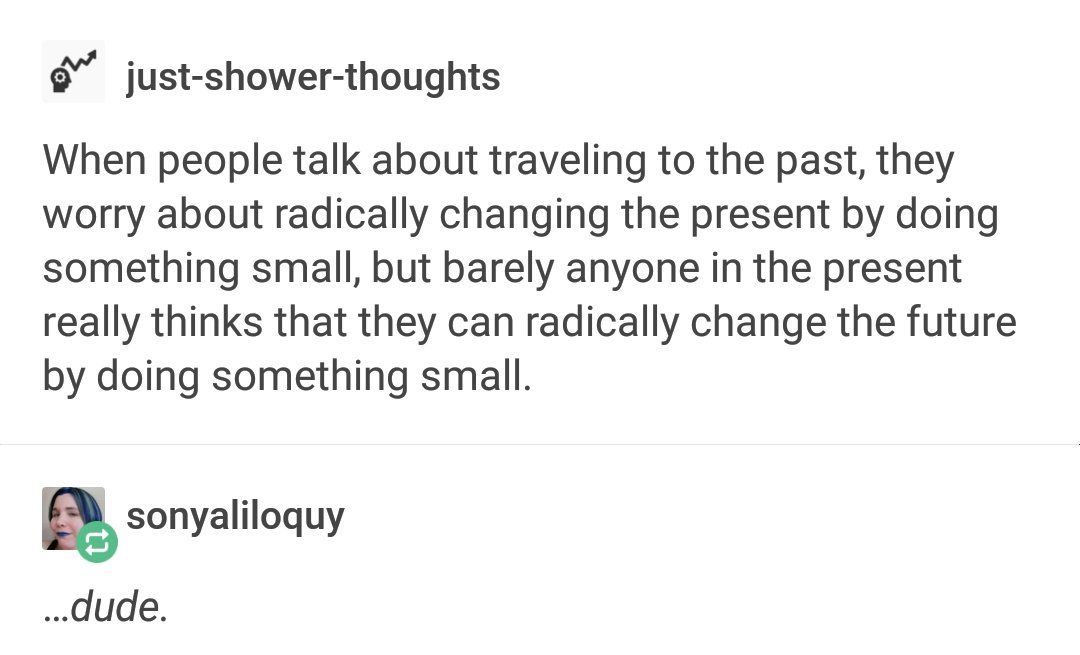 just-shower-thoughts
When people talk about traveling to the past, they
worry about radically changing the present by doing
something small, but barely anyone in the present
really thinks that they can radically change the future
by doing something small.
sonyaliloquy
…dude.